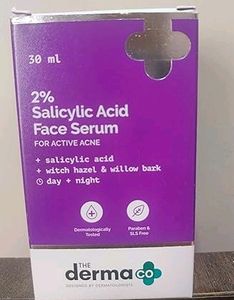 30 ml
2%
Salicylic Acid
Face Serum
FOR ACTIVE ACNE
+ salicylic acid
+ witch hazel & willow bark
day + night
Dermatologically
Tested
Paraben &
SLS Free
THE
derma co
DESIGNED BY DERMATOLOGISTS